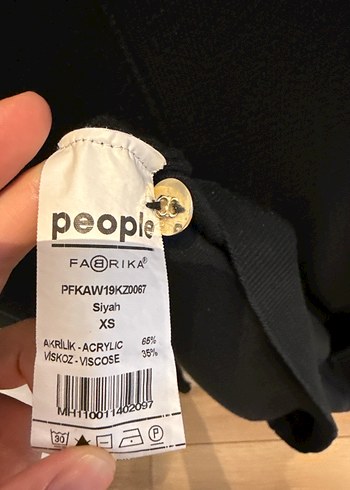 people
FABRIKA®
PFKAW19KZ0067
Siyah
XS
AKRİLİK - ACRYLIC 65%
VİSKOZ - VISCOSE 35%
MH110011402097
30
P